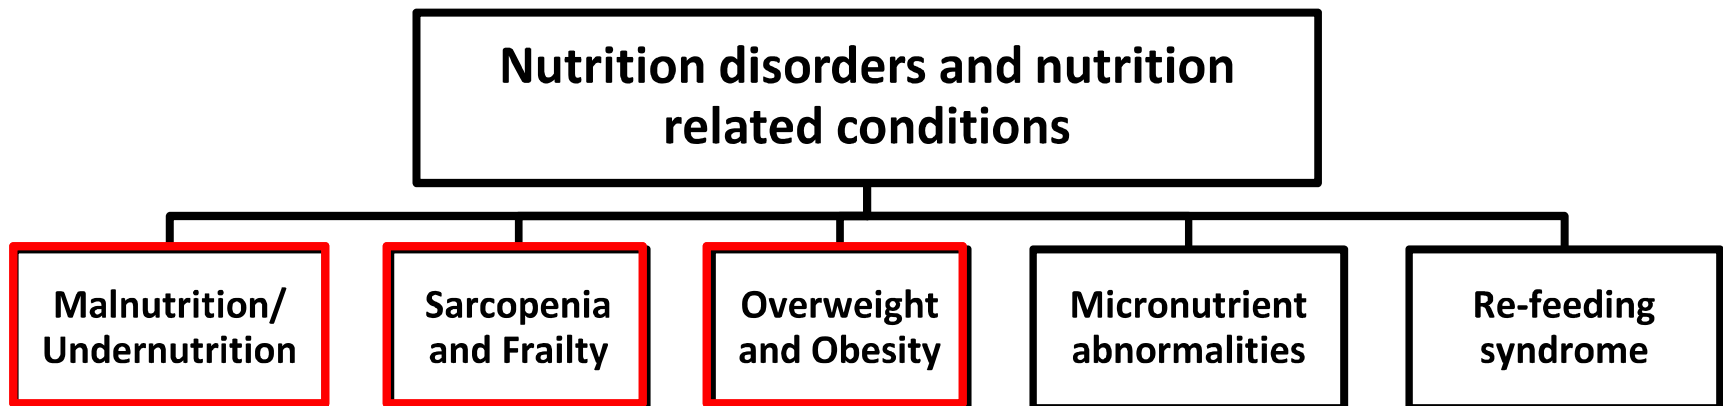 Nutrition disorders and nutrition
related conditions
Malnutrition/
Undernutrition
Sarcopenia
and Frailty
Overweight
and Obesity
Micronutrient
abnormalities
Re-feeding
syndrome